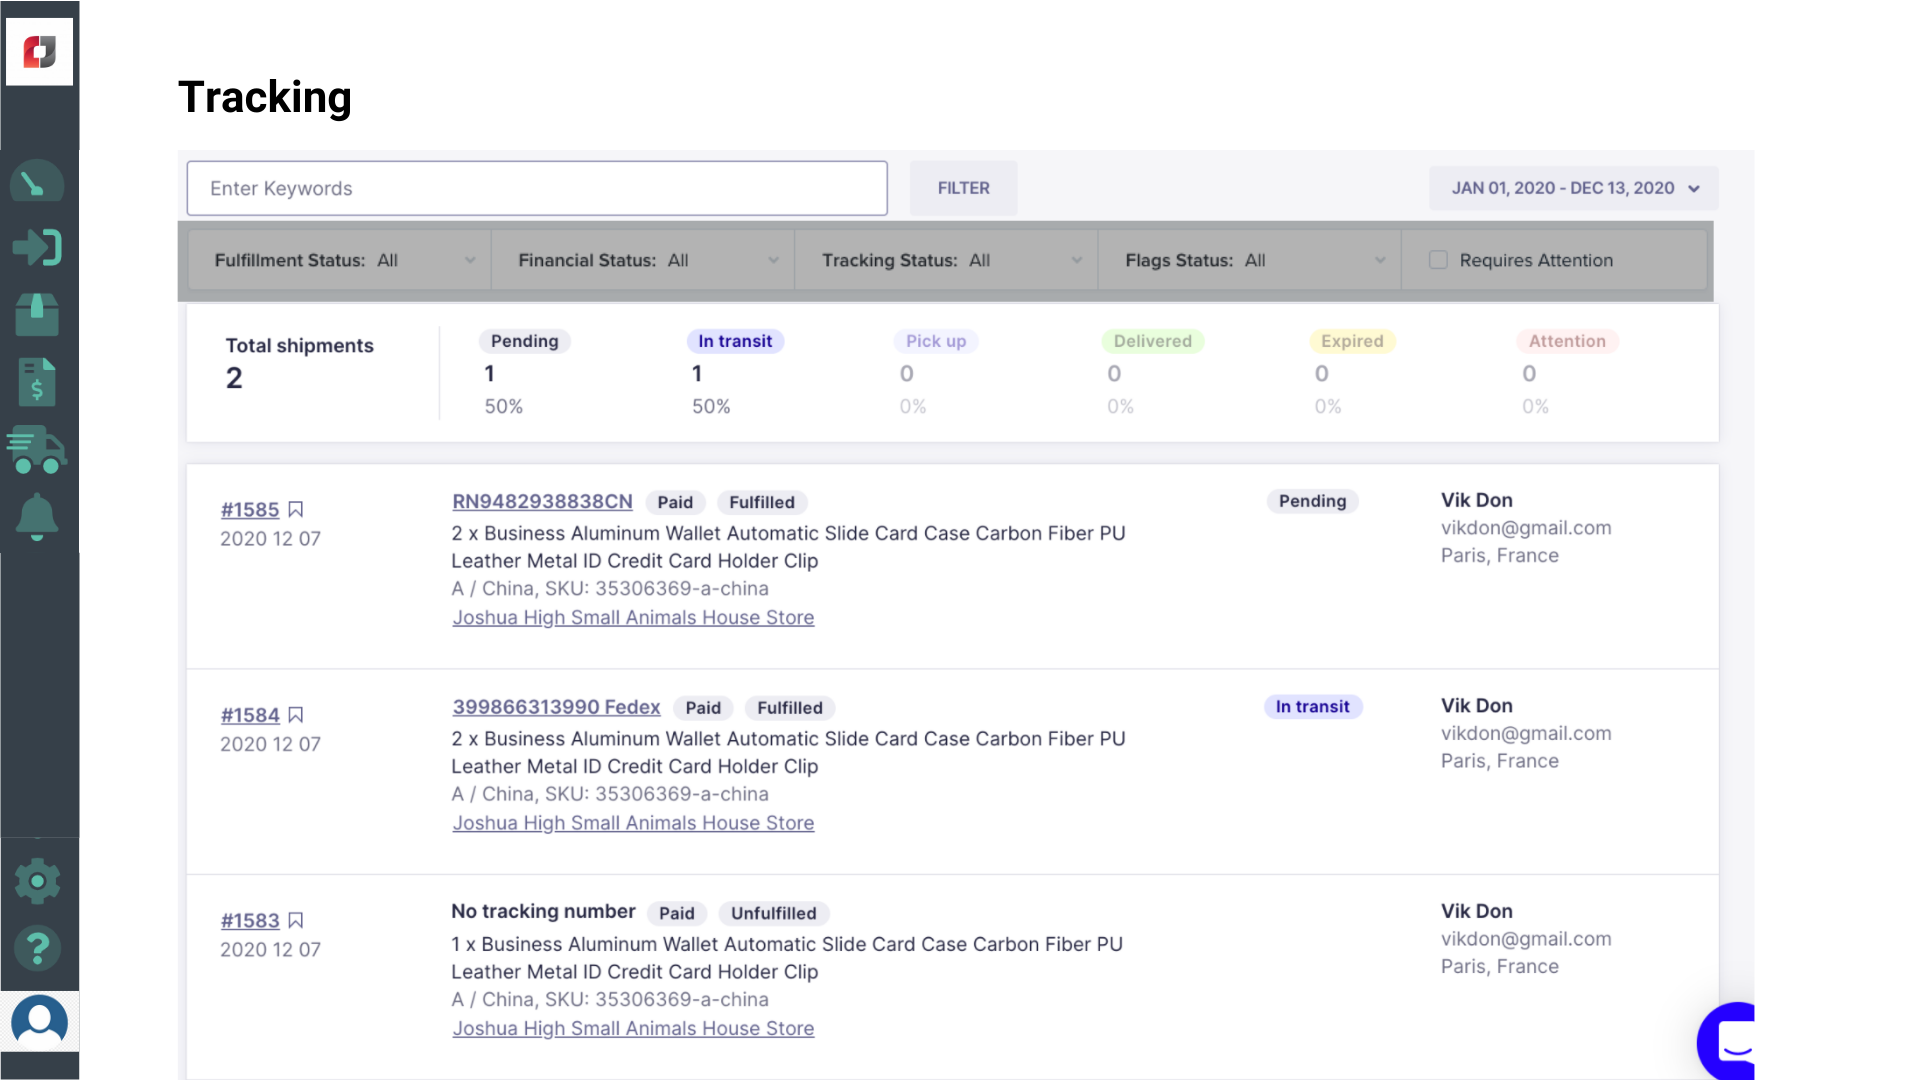 Tracking
Enter Keywords
FILTER
JAN 01, 2020 - DEC 13, 2020
Fulfillment Status: All
Financial Status: All
Tracking Status: All
Flags Status: All
Requires Attention
Total shipments
2
Pending
1
50%
In transit
1
50%
Pick up
0
0%
Delivered
0
0%
Expired
0
0%
Attention
0
0%
#1585
2020 12 07
RN9482938838CN Paid Fulfilled
2 x Business Aluminum Wallet Automatic Slide Card Case Carbon Fiber PU
Leather Metal ID Credit Card Holder Clip
A / China, SKU: 35306369-a-china
Joshua High Small Animals House Store
Pending
Vik Don
vikdon@gmail.com
Paris, France
#1584
2020 12 07
399866313990 Fedex Paid Fulfilled
2 x Business Aluminum Wallet Automatic Slide Card Case Carbon Fiber PU
Leather Metal ID Credit Card Holder Clip
A / China, SKU: 35306369-a-china
Joshua High Small Animals House Store
In transit
Vik Don
vikdon@gmail.com
Paris, France
#1583
2020 12 07
No tracking number Paid Unfulfilled
1 x Business Aluminum Wallet Automatic Slide Card Case Carbon Fiber PU
Leather Metal ID Credit Card Holder Clip
A / China, SKU: 35306369-a-china
Joshua High Small Animals House Store
Vik Don
vikdon@gmail.com
Paris, France